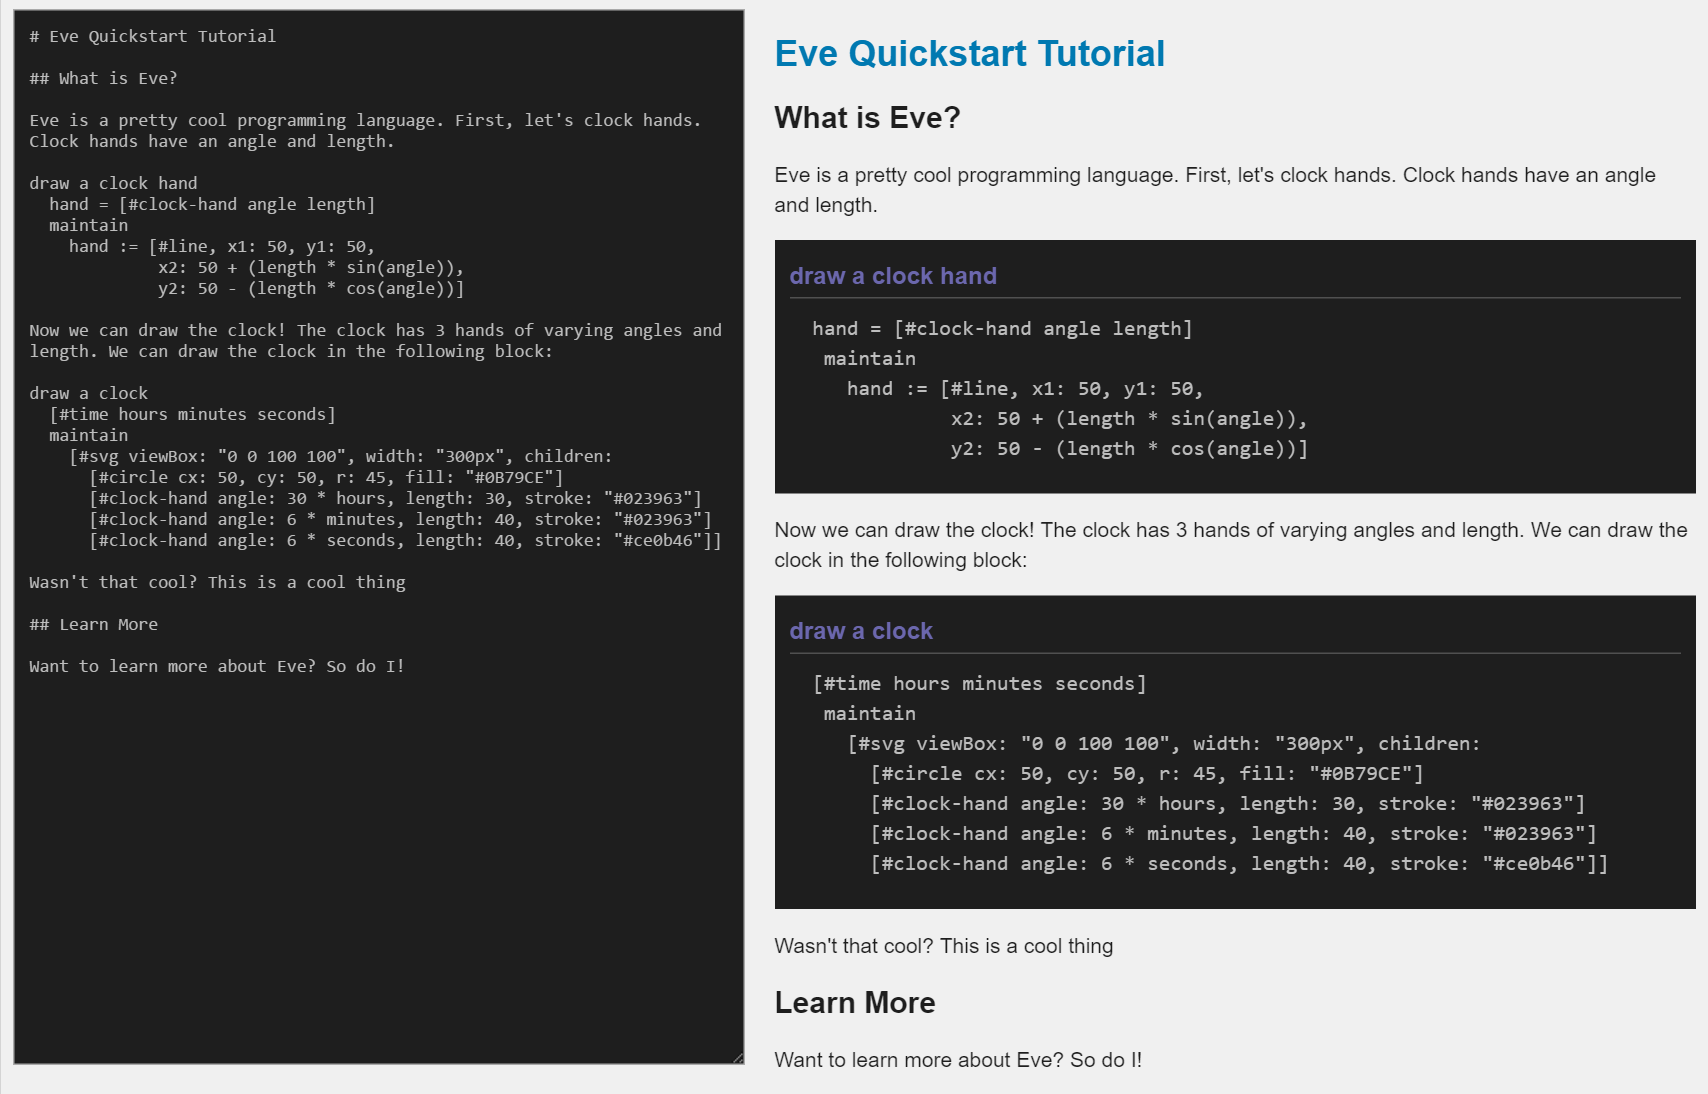 # Eve Quickstart Tutorial
## What is Eve?
Eve is a pretty cool programming language. First, let's clock hands.
Clock hands have an angle and length.
draw a clock hand
  hand = [#clock-hand angle length]
  maintain
    hand := [#line, x1: 50, y1: 50,
             x2: 50 + (length * sin(angle)),
             y2: 50 - (length * cos(angle))]
Now we can draw the clock! The clock has 3 hands of varying angles and
length. We can draw the clock in the following block:
draw a clock
  [#time hours minutes seconds]
  maintain
    [#svg viewBox: "0 0 100 100", width: "300px", children:
      [#circle cx: 50, cy: 50, r: 45, fill: "#0B79CE"]
      [#clock-hand angle: 30 * hours, length: 30, stroke: "#023963"]
      [#clock-hand angle: 6 * minutes, length: 40, stroke: "#023963"]
      [#clock-hand angle: 6 * seconds, length: 40, stroke: "#ce0b46"]]
Wasn't that cool? This is a cool thing
## Learn More
Want to learn more about Eve? So do I!
Eve Quickstart Tutorial
What is Eve?
Eve is a pretty cool programming language. First, let's clock hands. Clock hands have an angle
and length.
draw a clock hand
hand = [#clock-hand angle length]
 maintain
   hand := [#line, x1: 50, y1: 50,
            x2: 50 + (length * sin(angle)),
            y2: 50 - (length * cos(angle))]
Now we can draw the clock! The clock has 3 hands of varying angles and length. We can draw the
clock in the following block:
draw a clock
[#time hours minutes seconds]
 maintain
   [#svg viewBox: "0 0 100 100", width: "300px", children:
     [#circle cx: 50, cy: 50, r: 45, fill: "#0B79CE"]
     [#clock-hand angle: 30 * hours, length: 30, stroke: "#023963"]
     [#clock-hand angle: 6 * minutes, length: 40, stroke: "#023963"]
     [#clock-hand angle: 6 * seconds, length: 40, stroke: "#ce0b46"]]
Wasn't that cool? This is a cool thing
Learn More
Want to learn more about Eve? So do I!